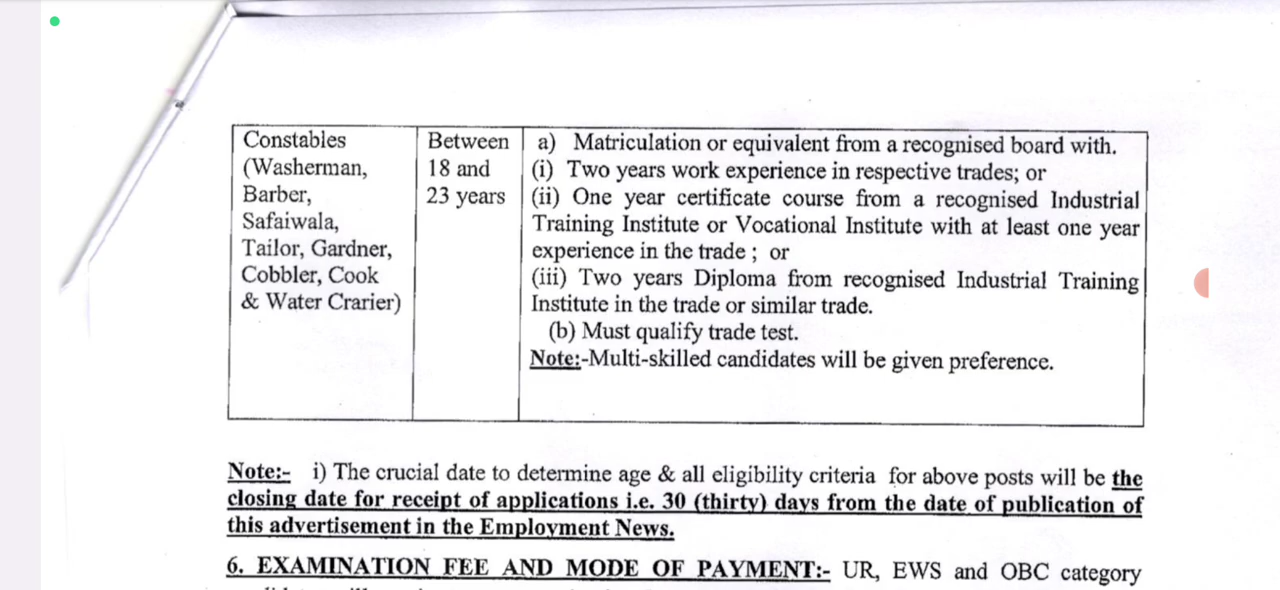 Constables
(Washerman,
Barber,
Safaiwala,
Tailor, Gardner,
Cobbler, Cook
& Water Crarier)
Between
18 and
23 years
a) Matriculation or equivalent from a recognised board with.
(i) Two years work experience in respective trades; or
(ii) One year certificate course from a recognised Industrial
Training Institute or Vocational Institute with at least one year
experience in the trade ; or
(iii) Two years Diploma from recognised Industrial Training
Institute in the trade or similar trade.
(b) Must qualify trade test.
Note:-Multi-skilled candidates will be given preference.
Note:- i) The crucial date to determine age & all eligibility criteria for above posts will be the
closing date for receipt of applications i.e. 30 (thirty) days from the date of publication of
this advertisement in the Employment News.
6. EXAMINATION FEE AND MODE OF PAYMENT:- UR, EWS and OBC category